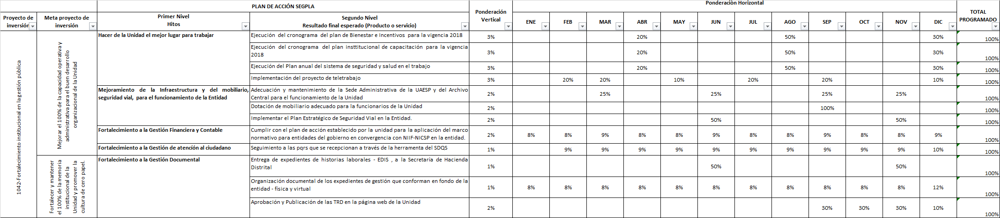 PLAN DE ACCIÓN SEGPLA
Ponderación Vertical
Ponderaciòn Horizontal
TOTAL PROGRAMADO
Proyecto de inversión
Meta proyecto de inversión
Primer Nivel
Hitos
Segundo Nivel
Resultado final esperado (Producto o servicio)
ENE FEB MAR ABR MAY JUN JUL AGO SEP OCT NOV DIC
1042-Fortalecimiento institucional en la gestión pública
Mejorar el 100% de la capacidad operativa y
administrativa para el buen desarrollo
organizacional de la Unidad
Hacer de la Unidad el mejor lugar para trabajar
Ejecución del cronograma del plan de Bienestar e Incentivos para la vigencia 2018
3% 20% 50% 30% 100%
Ejecución del cronograma del plan insttitucional de capacitación para la vigencia
2018
3% 20% 50% 30% 100%
Ejecución del Plan anual del sistema de seguridad y salud en el trabajo
3% 20% 50% 30% 100%
Implementación del proyecto de teletrabajo
3% 20% 20% 10% 20% 20% 10% 100%
Mejoramiento de la Infraestructura y del mobiliario,
seguridad vial, para el funcionamiento de la Entidad
Adecuación y mantenimiento de la Sede Administrativa de la UAESP y del Archivo
Central para el funcionamiento de la Unidad
2% 25% 25% 25% 25% 100%
Dotación de mobiliario adecuado para la funcionarios de la Unidad
2% 100% 100%
Implementar el Plan Estratégico de Seguridad Vial en la Entidad.
2% 50% 50% 100%
Fortalecimiento a la Gestión Financiera y Contable
Cumplir con el plan de acción establecido por la unidad para la aplicación del marco
normativo para entidades del gobierno en convergencia con NIIF-NICSP en la entidad.
2% 8% 8% 9% 8% 8% 9% 8% 8% 9% 8% 8% 9% 100%
Fortalecimiento a la Gestión de atencíón al ciudadano
Seguimiento a las pqrs que se recepcionan a través de la herramenta del SDQS
1% 9% 9% 9% 9% 9% 9% 9% 9% 9% 9% 10% 100%
Fortalecer y mantener
el 100% de la memoria
institucional de la
Unidad y promover la
cultura de cero papel.
Fortalecimiento a la Gestión Documental
Entrega de expedientes de historias laborales - EDIS , a la Secretaría de Hacienda
Distrital
1% 50% 50% 100%
Organización documental de los expedientes de gestión que conforman en fondo de la
entidad - física y virtual
1% 8% 8% 8% 8% 8% 8% 8% 8% 8% 8% 8% 12% 100%
Aprobación y Publicación de las TRD en la página web de la Unidad
2% 30% 30% 30% 10% 100%